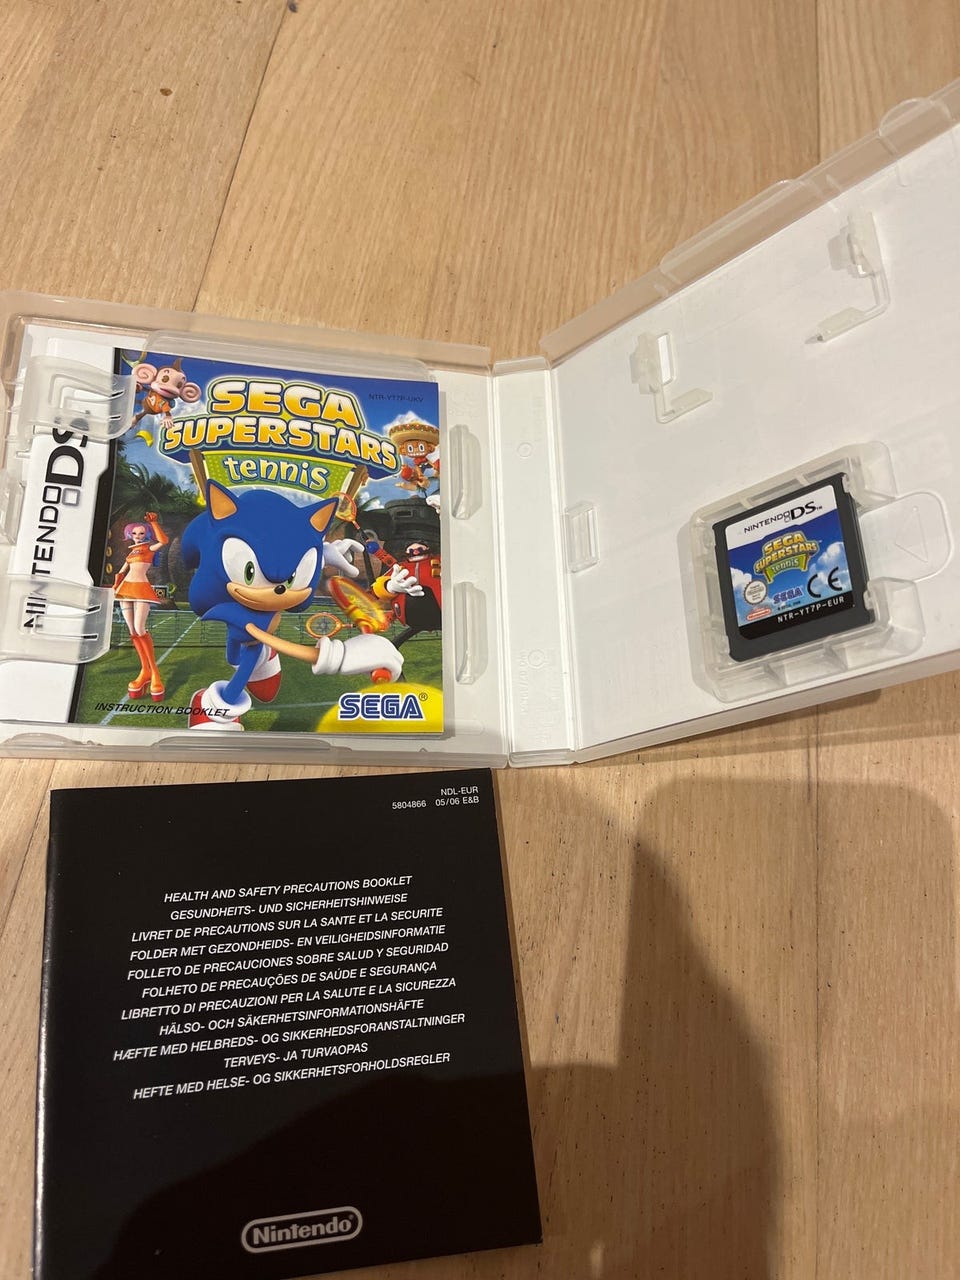 NINTENDO DS
SEGA
SUPERSTARS
tennis
NTR-YT7P-UKV
INSTRUCTION BOOKLET
SEGA®
NINTENDO DS™
SEGA
SUPERSTARS
tennis
SEGA
CE
NTR-YT7P-EUR
NDL-EUR
5804866 05/06 E&B
HEALTH AND SAFETY PRECAUTIONS BOOKLET
GESUNDHEITS- UND SICHERHEITSHINWEISE
LIVRET DE PRECAUTIONS SUR LA SANTE ET LA SECURITE
FOLDER MET GEZONDHEIDS- EN VEILIGHEIDSINFORMATIE
FOLLETO DE PRECAUCIONES SOBRE SALUD Y SEGURIDAD
FOLHETO DE PRECAUÇÕES DE SAÚDE E SEGURANÇA
LIBRETTO DI PRECAUZIONI PER LA SALUTE E LA SICUREZZA
HÄLSO- OCH SÄKERHETSINFORMATIONSHÄFTE
HÆFTE MED HELBREDS- OG SIKKERHEDSFORANSTALTNINGER
TERVEYS- JA TURVAOPAS
HEFTE MED HELSE- OG SIKKERHETSFORHOLDSREGLER
Nintendo®